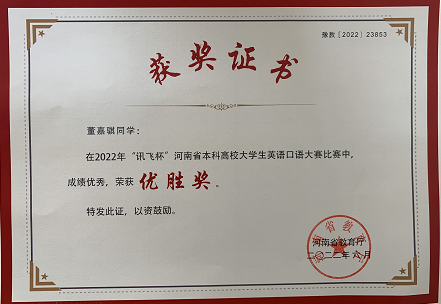 豫教〔2022〕23853
获奖证书
董嘉骐同学:
在2022年“讯飞杯”河南省本科高校大学生英语口语大赛比赛中,
成绩优秀,荣获 优胜奖 。
特发此证,以资鼓励。
河南省教育厅
二〇二二年 六 月